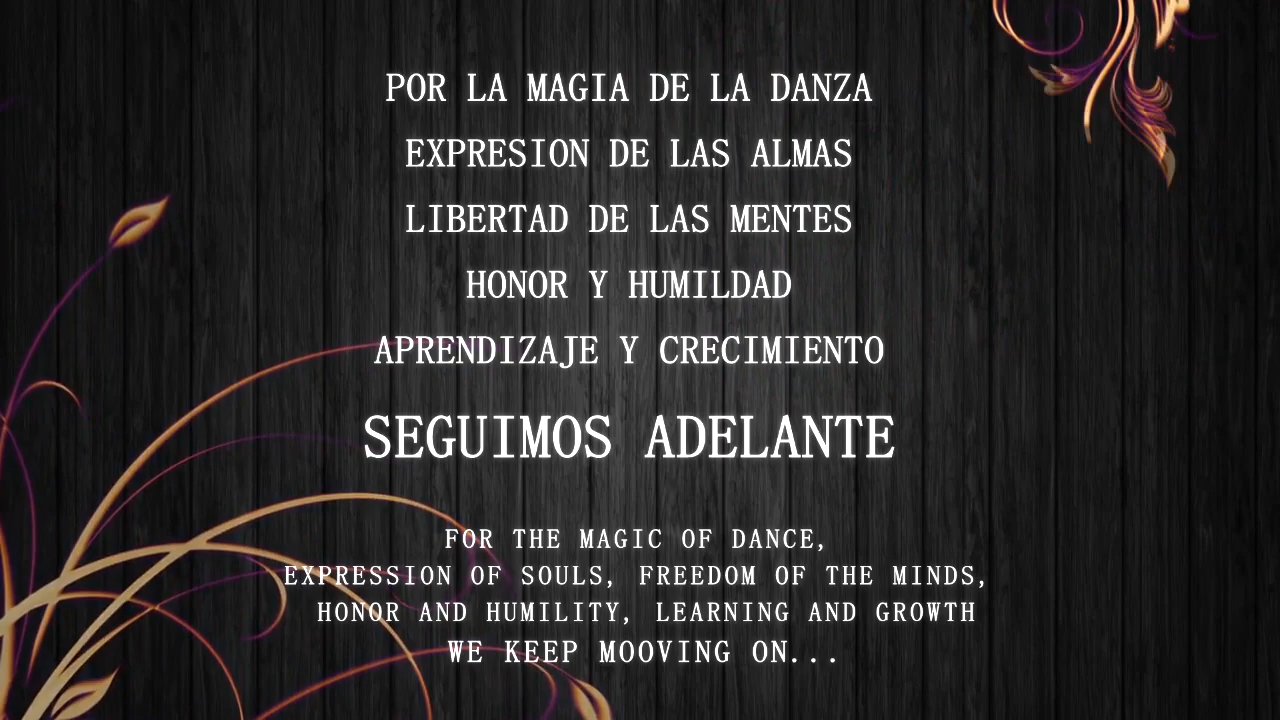 POR LA MAGIA DE LA DANZA
EXPRESION DE LAS ALMAS
LIBERTAD DE LAS MENTES
HONOR Y HUMILDAD
APRENDIZAJE Y CRECIMIENTO
SEGUIMOS ADELANTE
FOR THE MAGIC OF DANCE,
EXPRESSION OF SOULS, FREEDOM OF THE MINDS,
HONOR AND HUMILITY, LEARNING AND GROWTH
WE KEEP MOOVING ON...